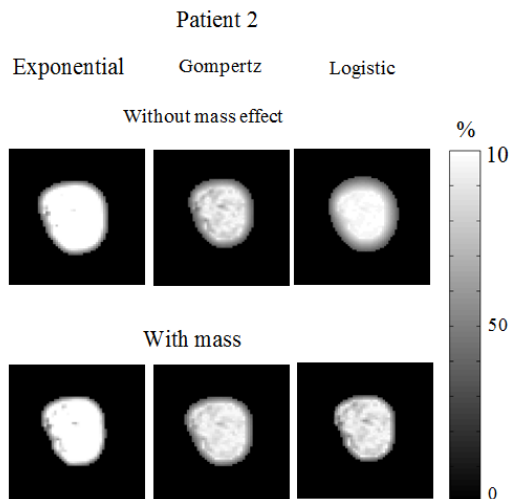 Patient 2
Exponential Gompertz Logistic
Without mass effect
%
10
50
With mass
0